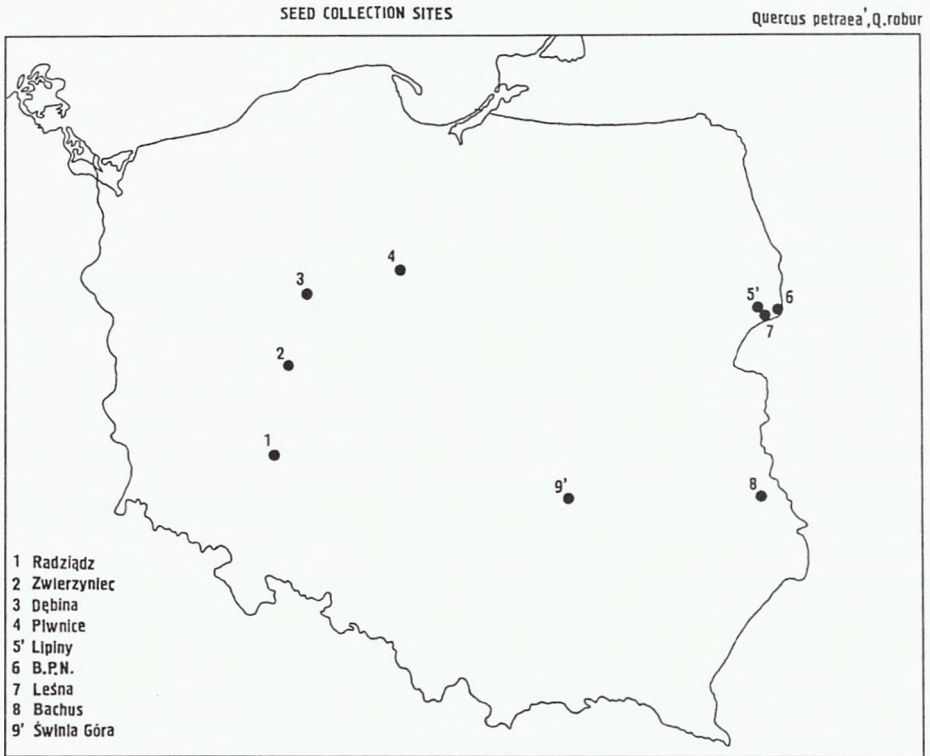 SEED COLLECTION SITES
Quercus petraea', Q.robur
4
3
5'
6
7
2
1
9'
8
1 Radziądz
2 Zwierzyniec
3 Dębina
4 Piwnice
5' Lipiny
6 B.P.N.
7 Leśna
8 Bachus
9' Świnia Góra